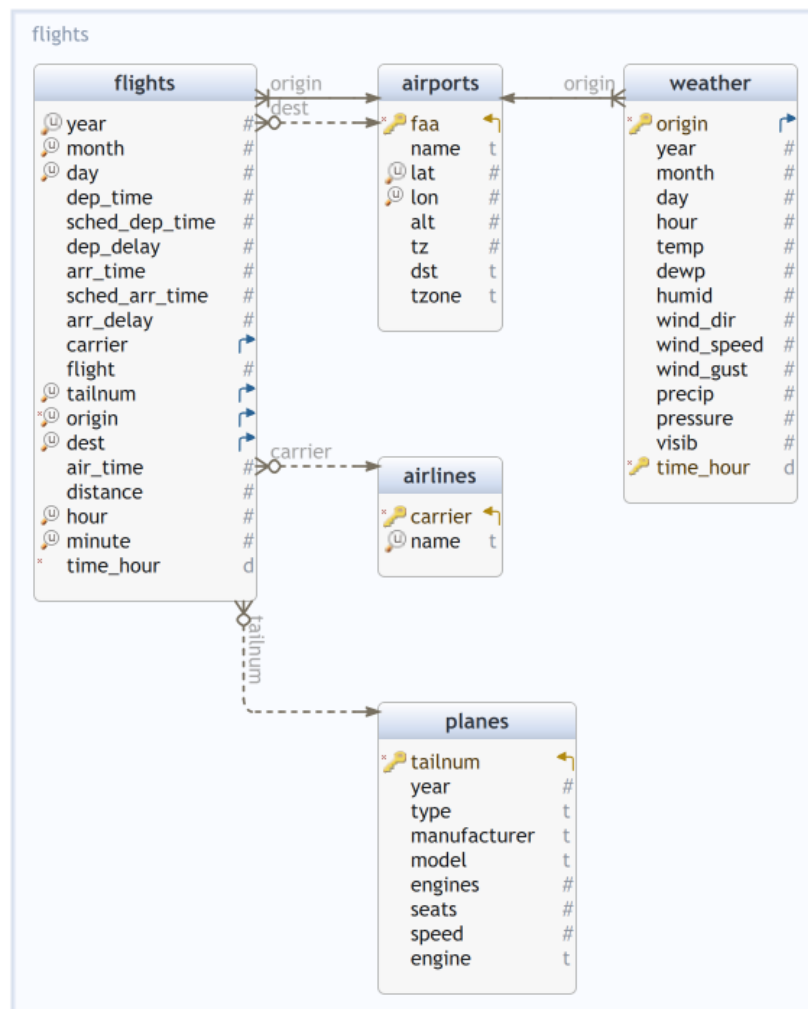 flights
flights
year #
month #
day #
dep_time #
sched_dep_time #
dep_delay #
arr_time #
sched_arr_time #
arr_delay #
carrier
flight #
tailnum
origin
dest
air_time #
distance #
hour #
minute #
time_hour d
origin
dest
airports
faa
name t
lat #
lon #
alt #
tz #
dst t
tzone t
origin
weather
origin
year #
month #
day #
hour #
temp #
dewp #
humid #
wind_dir #
wind_speed #
wind_gust #
precip #
pressure #
visib #
time_hour d
carrier
airlines
carrier
name t
tailnum
planes
tailnum
year #
type t
manufacturer t
model t
engines #
seats #
speed #
engine t